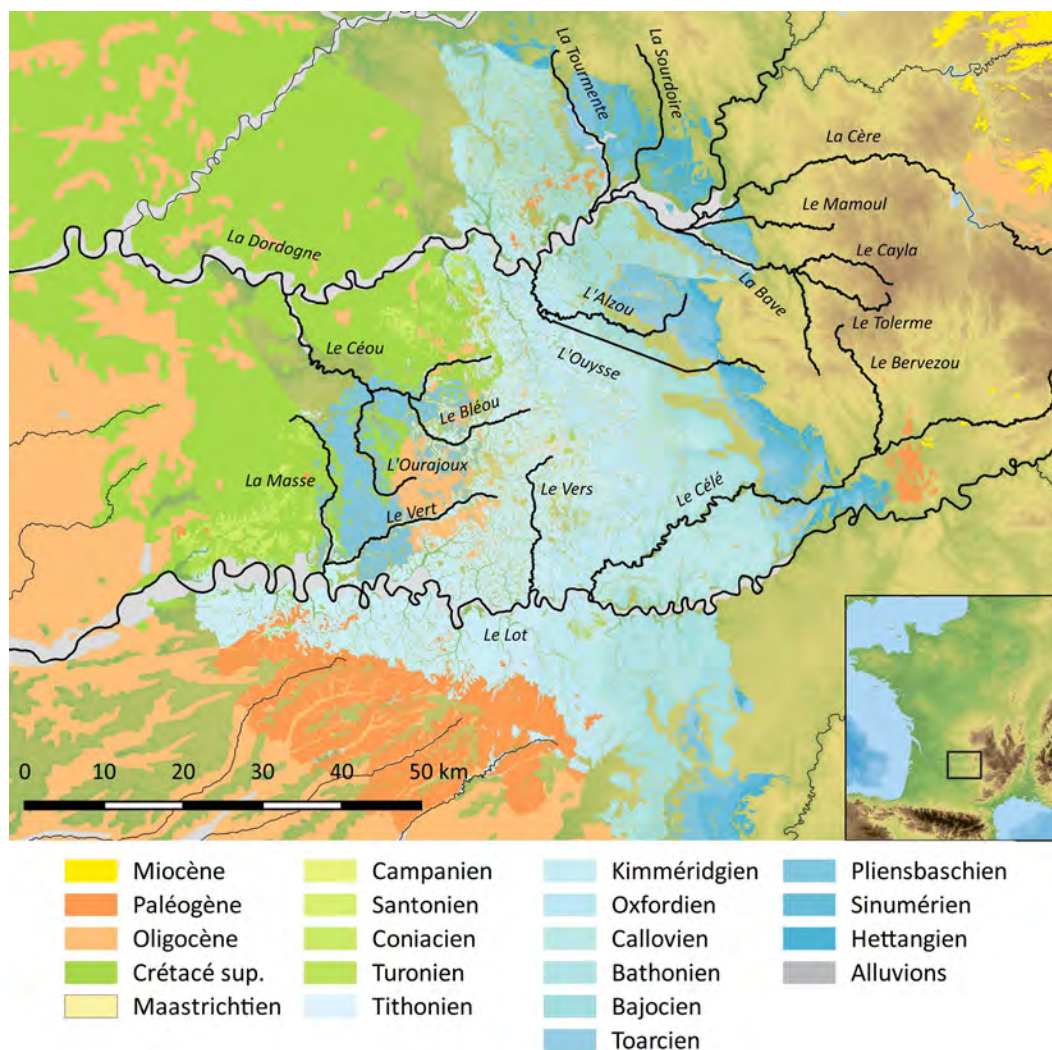 La Tourmente
La Sourdoire
La Cère
Le Mamoul
La Dordogne
Le Cayla
L'Alzou
La Bave
Le Tolerme
Le Céou
L'Ouysse
Le Bervezou
Le Bléou
L'Ourajoux
La Masse
Le Vers
Le Célé
Le Vert
Le Lot
0 10 20 30 40 50 km
Miocène
Paléogène
Oligocène
Crétacé sup.
Maastrichtien
Campanien
Santonien
Coniacien
Turonien
Tithonien
Kimméridgien
Oxfordien
Callovien
Bathonien
Bajocien
Toarcien
Pliensbaschien
Sinumérien
Hettangien
Alluvions